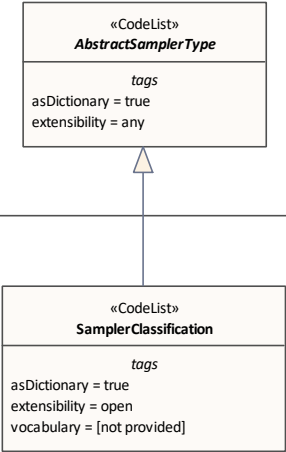 «CodeList»
AbstractSamplerType
tags
asDictionary = true
extensibility = any
«CodeList»
SamplerClassification
tags
asDictionary = true
extensibility = open
vocabulary = [not provided]